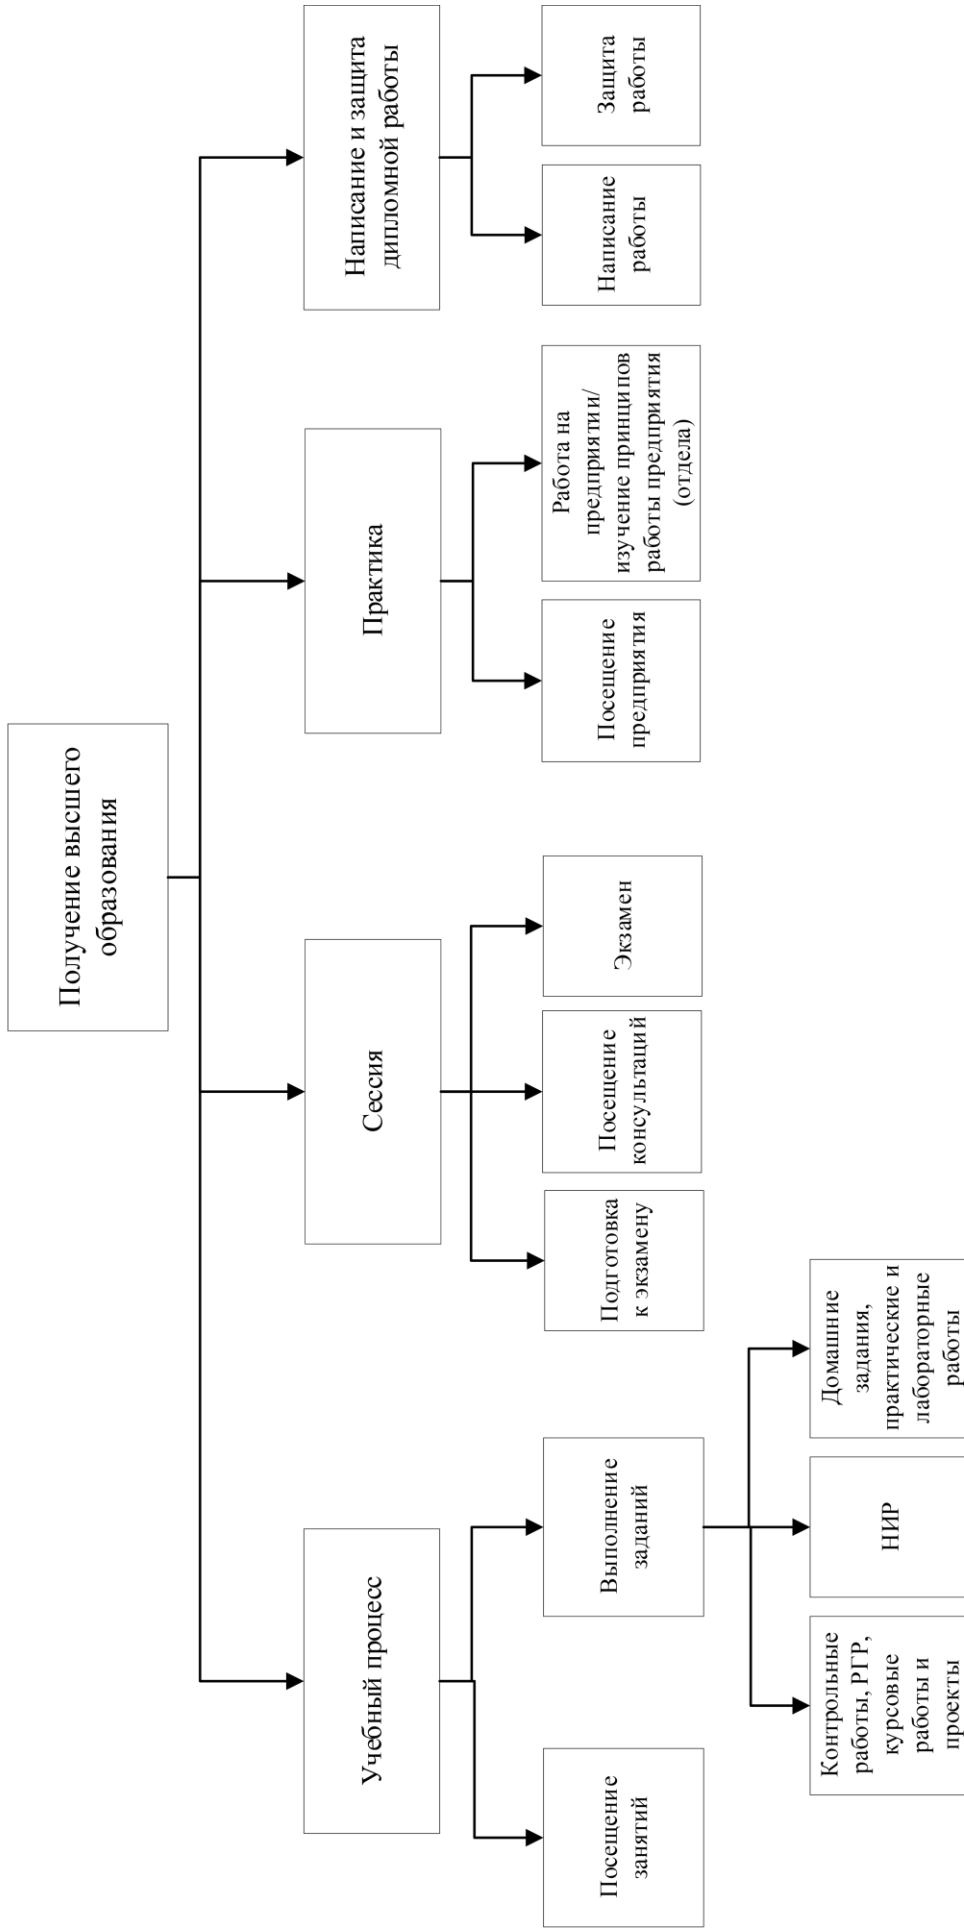 Получение высшего
образования
Учебный процесс
Сессия
Практика
Написание и защита
дипломной работы
Посещение
занятий
Выполнение
заданий
Подготовка
к экзамену
Посещение
консультаций
Экзамен
Посещение
предприятия
Работа на
предприятии/
изучение принципов
работы предприятия
(отдела)
Написание
работы
Защита
работы
Контрольные
работы, РГР,
курсовые
работы и
проекты
НИР
Домашние
задания,
практические и
лабораторные
работы